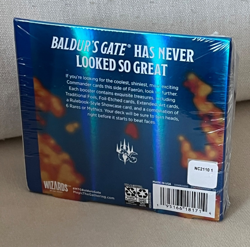 BALDUR'S GATE® HAS NEVER
LOOKED SO GREAT
If you're looking for the coolest, shiniest, most exciting
Commander cards this side of Faerûn, look no further.
Each booster contains exquisite treasures, including
Traditional Foils, Foil-Etched cards, Extended-Art cards,
a Rulebook-Style Showcase card, and a combination of
6 Rares or Mythics. Your deck will be sure to turn heads,
right before it starts to beat faces.
NC2110 1
WIZARDS